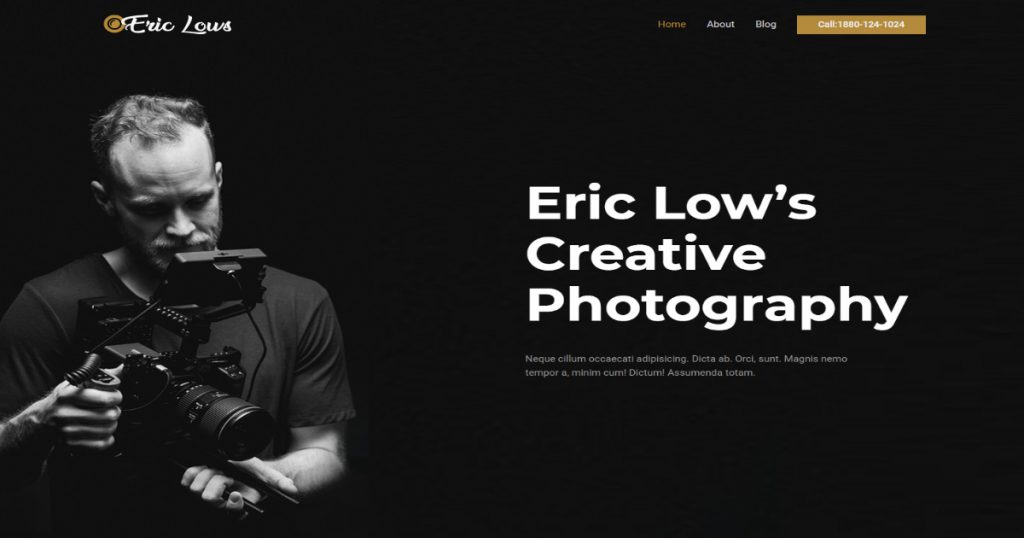 Eric Lows
Home About Blog Call:1880-124-1024
Eric Low’s
Creative
Photography
Neque cillum occaecati adipisicing. Dicta ab. Orci, sunt. Magnis nemo
tempor a, minim cum! Dictum! Assumenda totam.